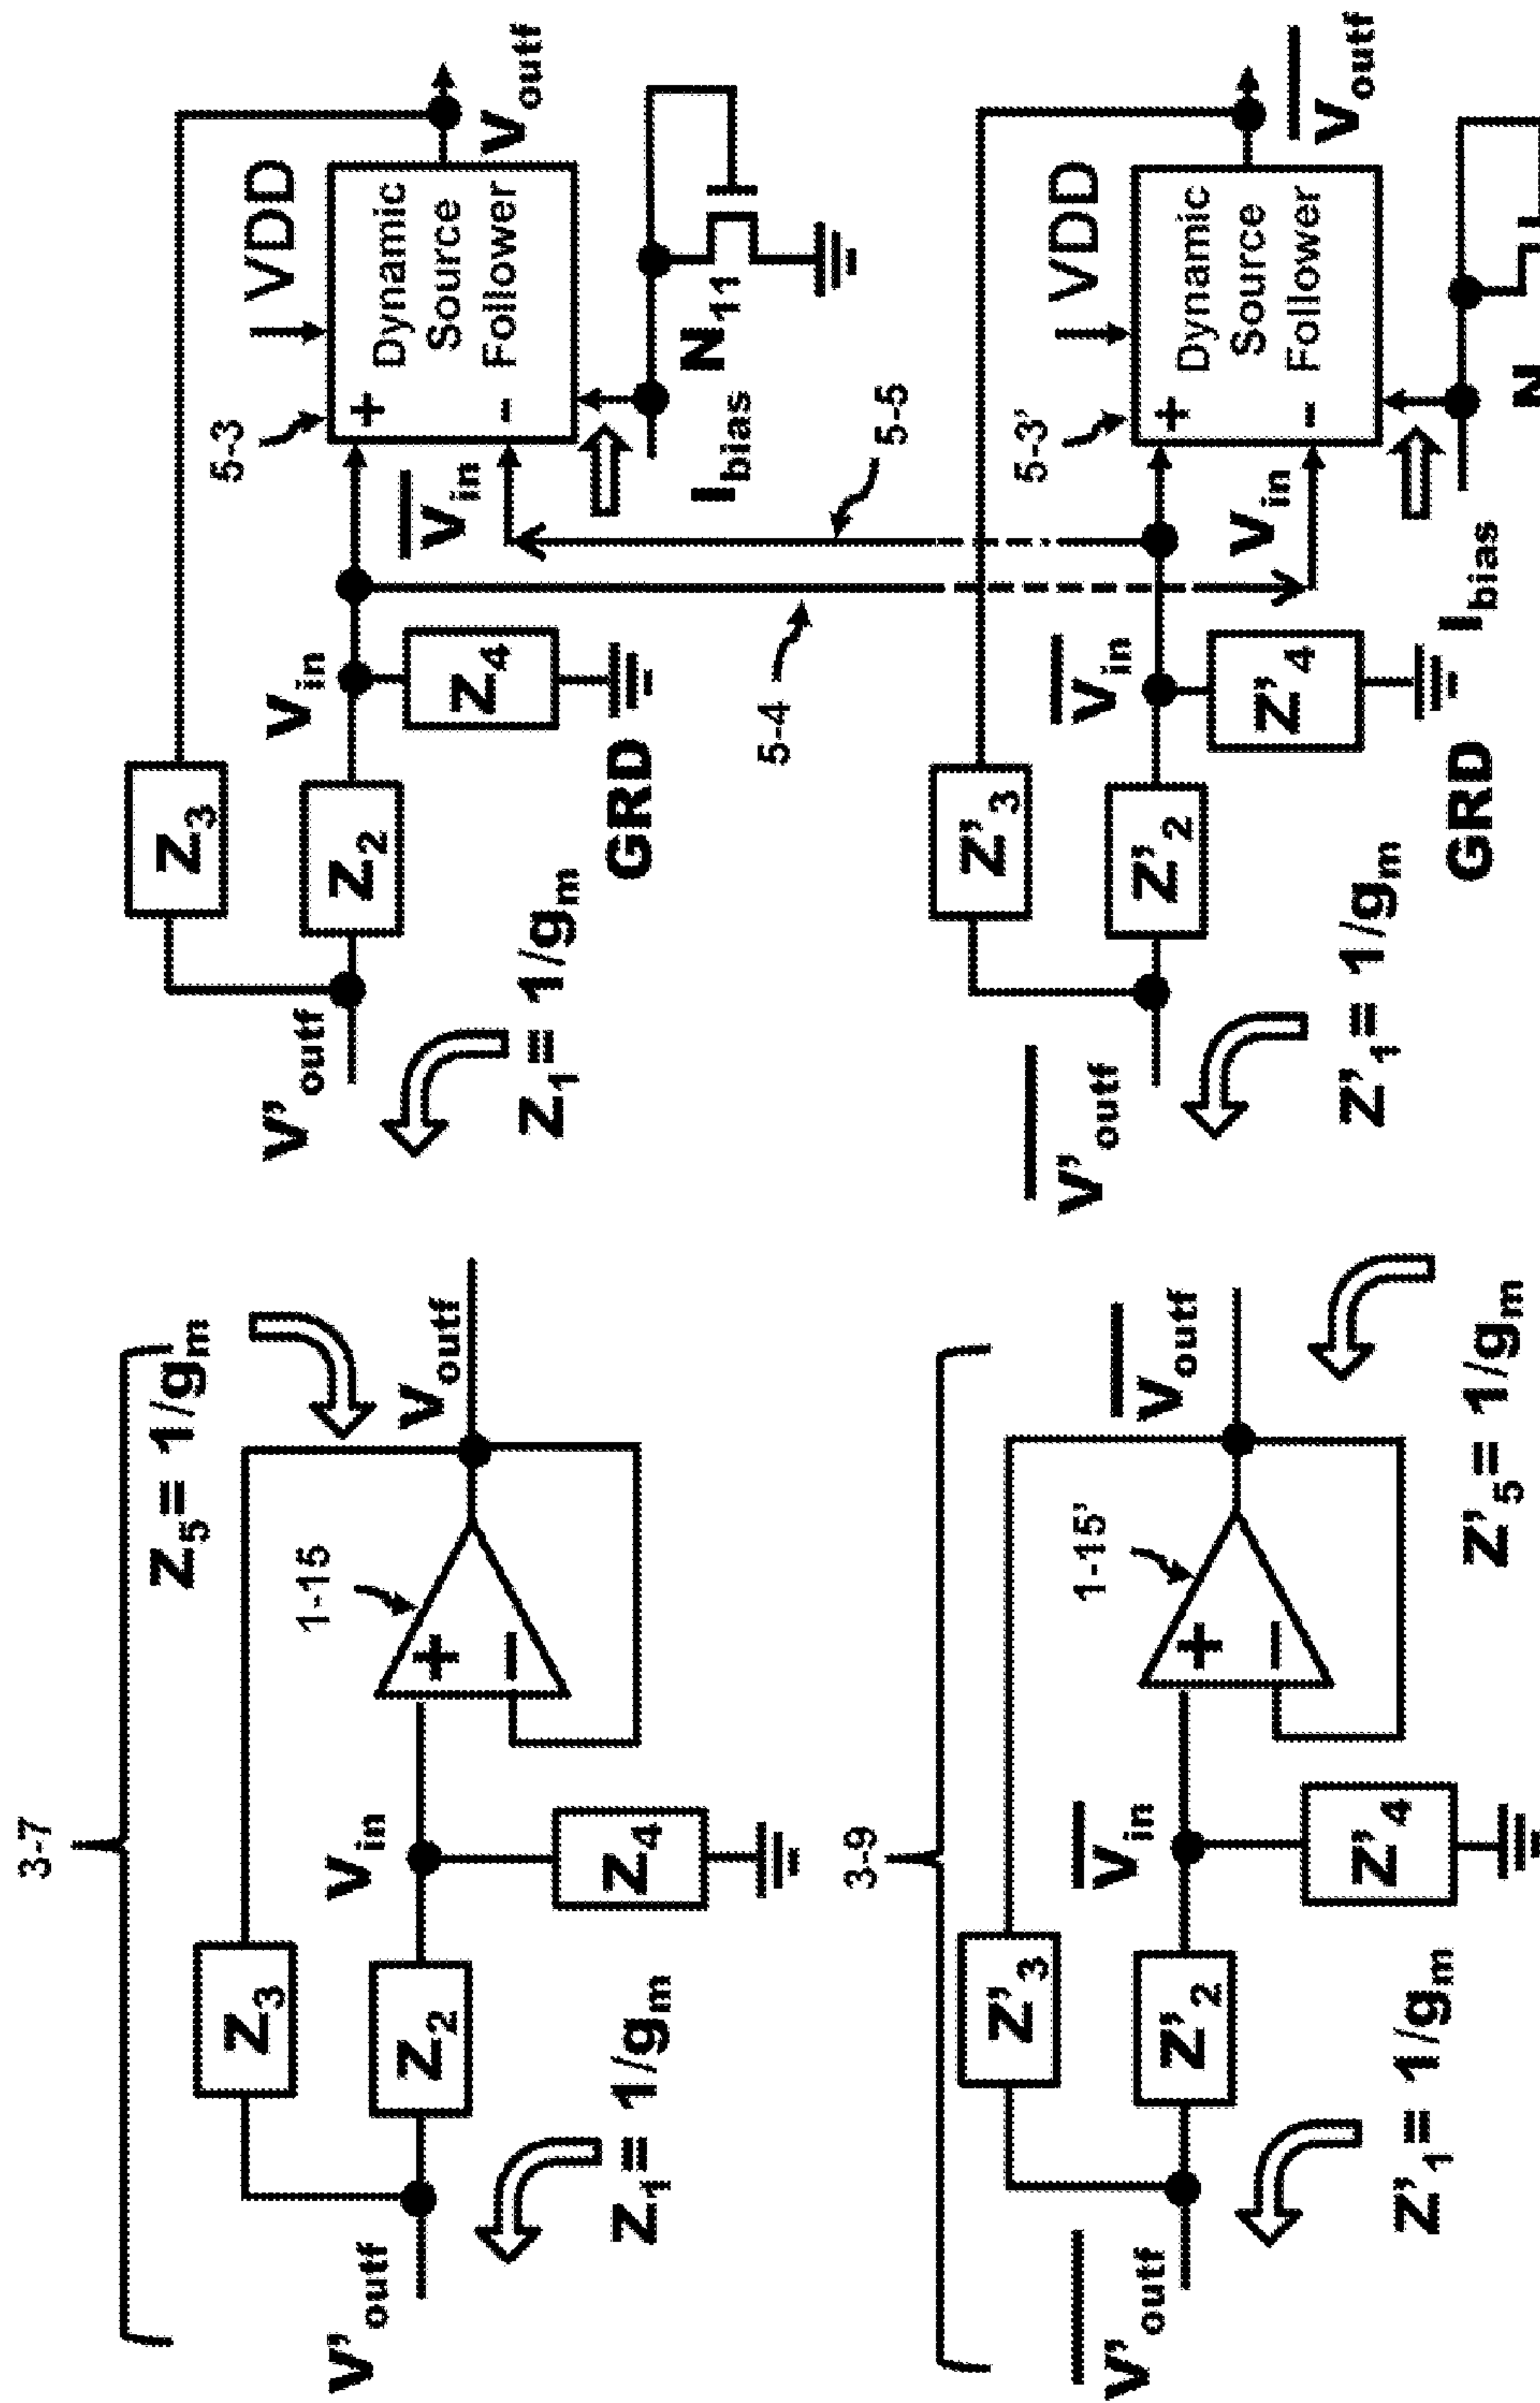 3-7
Z5 = 1/gm
Z3
1-15
V'outf
Z2
Vin
+
−
Voutf
Z1 = 1/gm
Z4
3-9
Z'3
1-15'
V'outf
Z'2
Vin
+
−
Voutf
Z'1 = 1/gm
Z'4
Z'5 = 1/gm
Z3
5-3
VDD
V'outf
Z2
Vin
+
Dynamic
Source
Follower
-
Voutf
Vin
Z1 = 1/gm
Z4
GRD
Ibias
N11
5-4
5-5
Z'3
5-3'
VDD
V'outf
Z'2
Vin
+
Dynamic
Source
Follower
-
Voutf
Vin
Z'1 = 1/gm
Z'4
GRD
Ibias
N